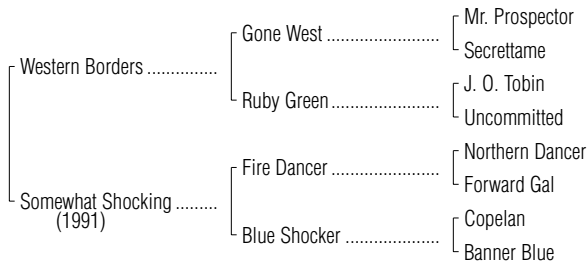 Mr. Prospector
Gone West ........................
Secrettame
Western Borders ...............
J. O. Tobin
Ruby Green .......................
Uncommitted
Northern Dancer
Fire Dancer .......................
Forward Gal
Somewhat Shocking .........
(1991)
Copelan
Blue Shocker ....................
Banner Blue